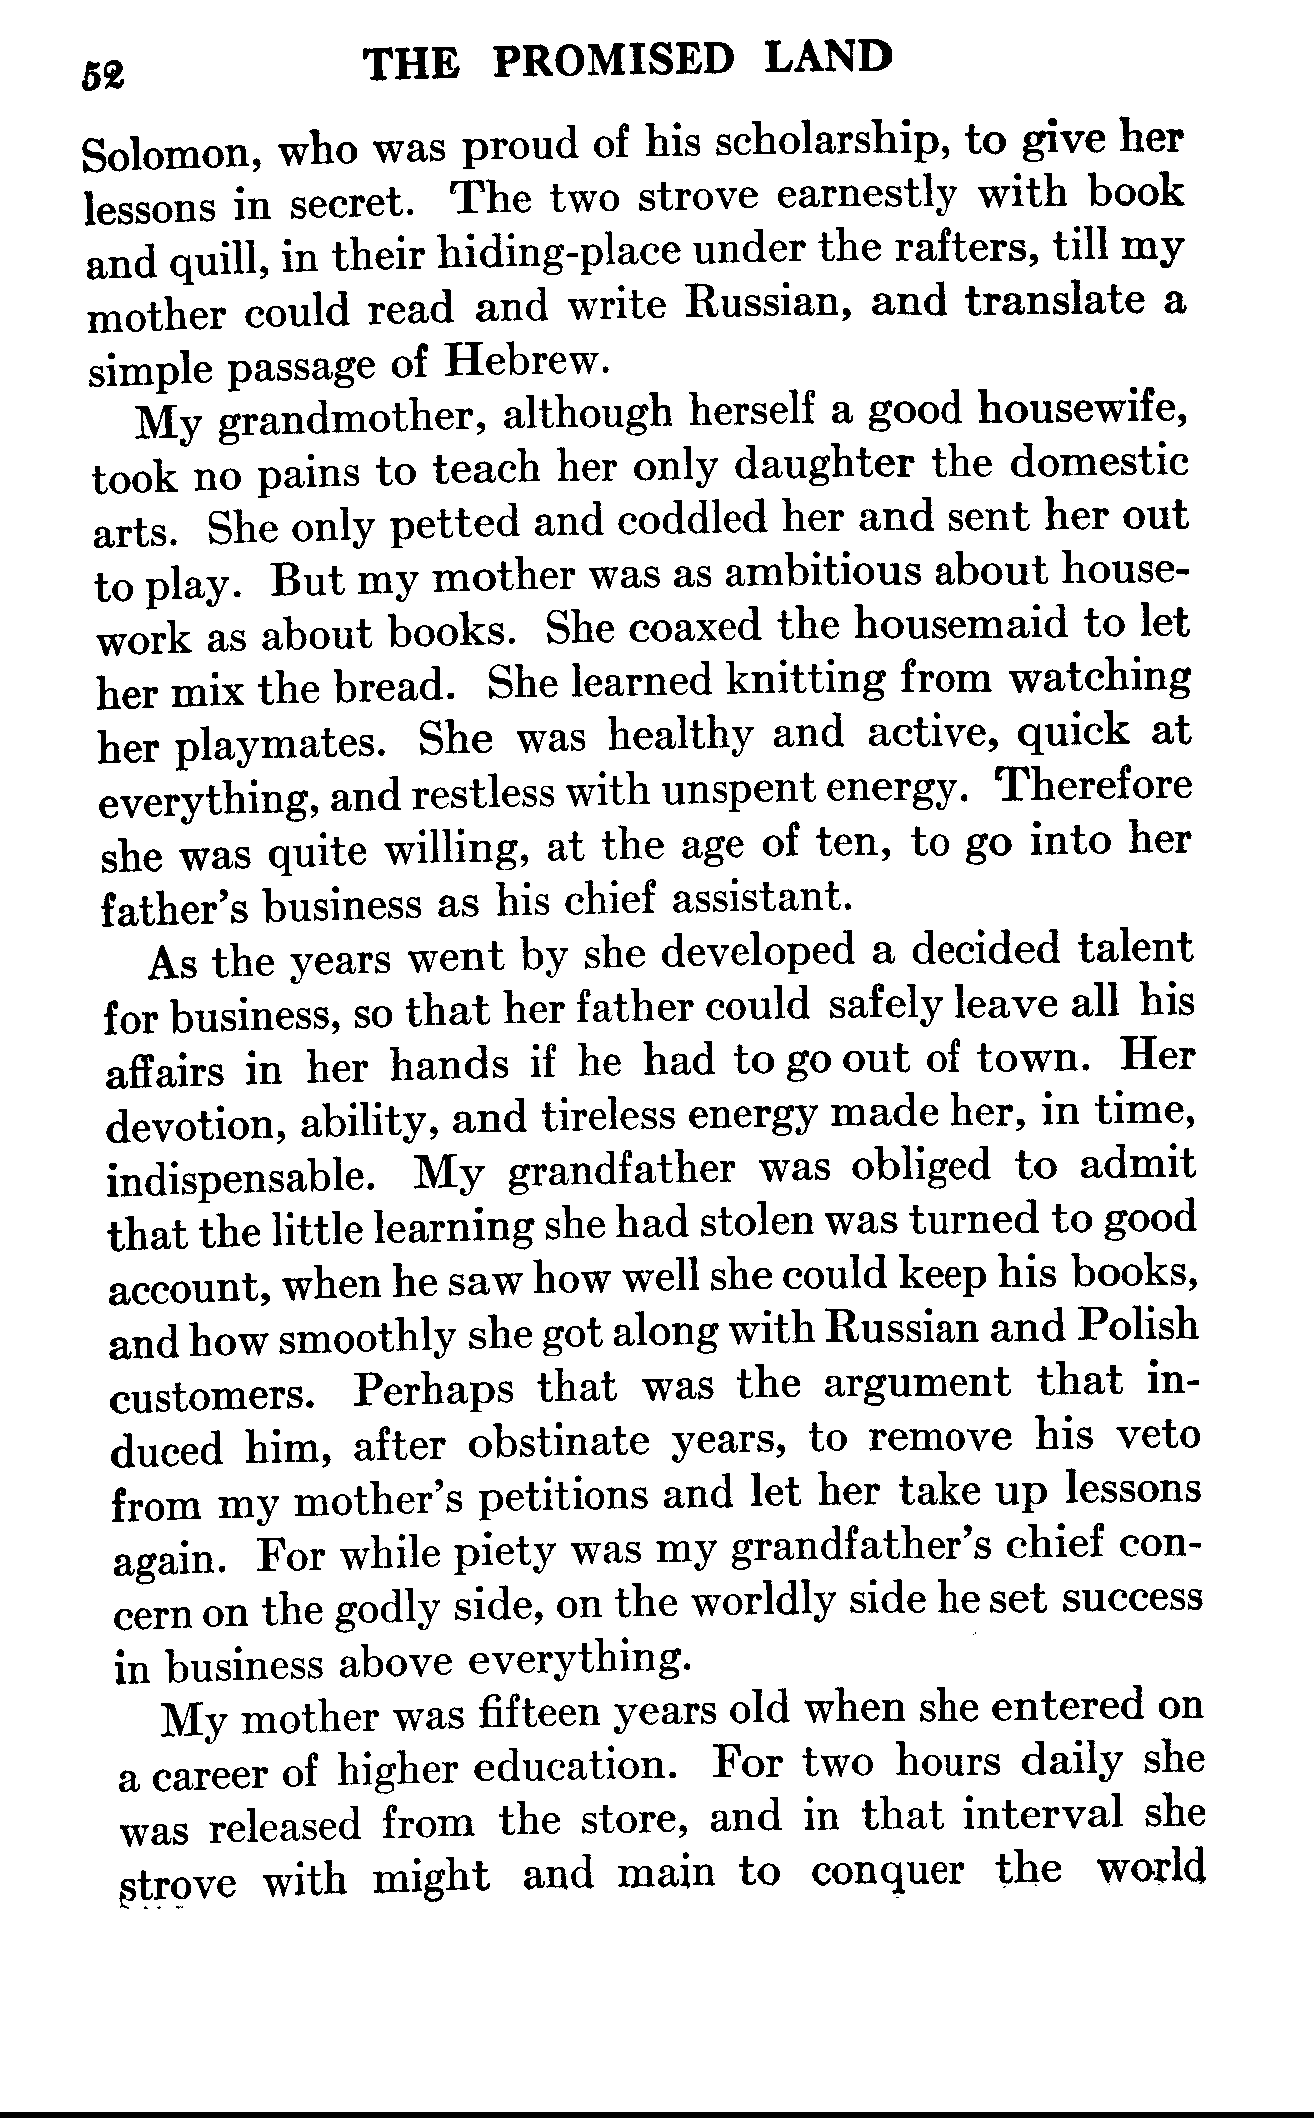 52 THE PROMISED LAND
Solomon, who was proud of his scholarship, to give her
lessons in secret. The two strove earnestly with book
and quill, in their hiding-place under the rafters, till my
mother could read and write Russian, and translate a
simple passage of Hebrew.
My grandmother, although herself a good housewife,
took no pains to teach her only daughter the domestic
arts. She only petted and coddled her and sent her out
to play. But my mother was as ambitious about house-
work as about books. She coaxed the housemaid to let
her mix the bread. She learned knitting from watching
her playmates. She was healthy and active, quick at
everything, and restless with unspent energy. Therefore
she was quite willing, at the age of ten, to go into her
father's business as his chief assistant.
As the years went by she developed a decided talent
for business, so that her father could safely leave all his
affairs in her hands if he had to go out of town. Her
devotion, ability, and tireless energy made her, in time,
indispensable. My grandfather was obliged to admit
that the little learning she had stolen was turned to good
account, when he saw how well she could keep his books,
and how smoothly she got along with Russian and Polish
customers. Perhaps that was the argument that in-
duced him, after obstinate years, to remove his veto
from my mother's petitions and let her take up lessons
again. For while piety was my grandfather's chief con-
cern on the godly side, on the worldly side he set success
in business above everything.
My mother was fifteen years old when she entered on
a career of higher education. For two hours daily she
was released from the store, and in that interval she
strove with might and main to conquer the world